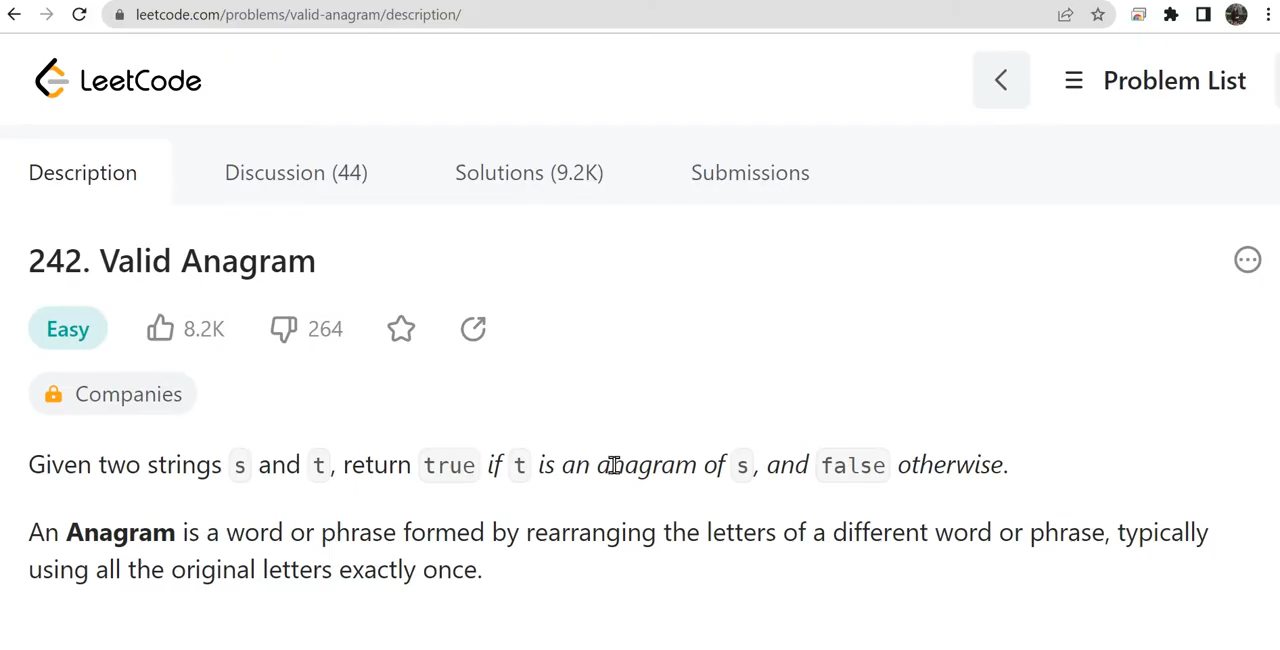 leetcode.com/problems/valid-anagram/description/
LeetCode
Problem List
Description Discussion (44) Solutions (9.2K) Submissions
242. Valid Anagram
Easy 8.2K 264
Companies
Given two strings s and t, return true if t is an anagram of s, and false otherwise.
An Anagram is a word or phrase formed by rearranging the letters of a different word or phrase, typically
using all the original letters exactly once.